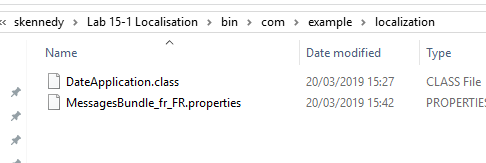 « skennedy > Lab 15-1 Localisation > bin > com > example > localization
Name Date modified Type
DateApplication.class 20/03/2019 15:27 CLASS File
MessagesBundle_fr_FR.properties 20/03/2019 15:42 PROPERTIE